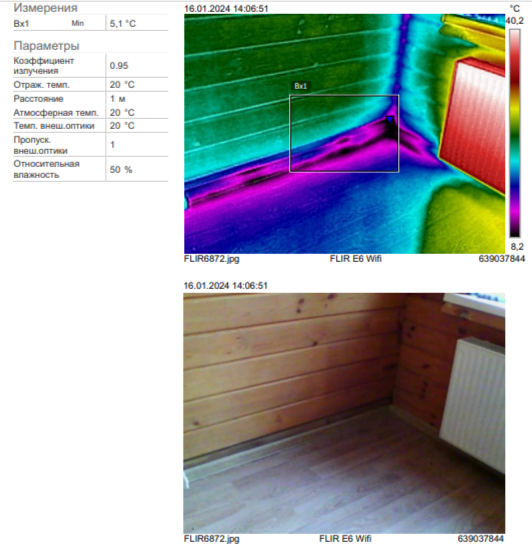 Измерения
Bx1 Min 5,1 °C
Параметры
Коэффициент излучения 0.95
Отраж. темп. 20 °C
Расстояние 1 м
Атмосферная темп. 20 °C
Темп. внеш.оптики 20 °C
Пропуск. внеш.оптики 1
Относительная влажность 50 %
16.01.2024 14:06:51
°C
40,2
Bx1
8,2
FLIR6872.jpg FLIR E6 Wifi 639037844
16.01.2024 14:06:51
FLIR6872.jpg FLIR E6 Wifi 639037844